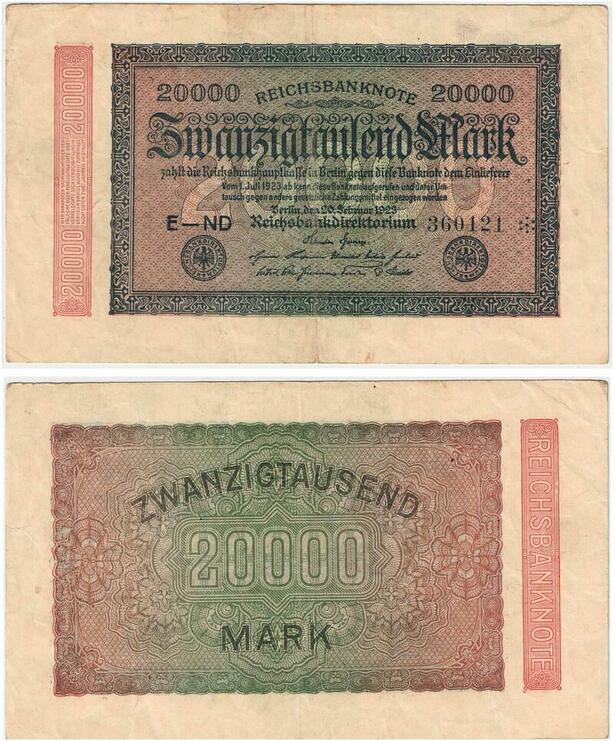 20000 REICHSBANKNOTE 20000
Zwanzigtausend Mark
zahlt die Reichsbankhauptkasse in Berlin gegen diese Banknote dem Einlieferer
Vom 1. Juli 1923 ab kann diese Banknote aufgerufen und unter Um-
tausch gegen andere gesetzliche Zahlungsmittel eingezogen werden
Berlin, den 20. Februar 1923
E-ND Reichsbankdirektorium 360121
20000 20000
ZWANZIGTAUSEND
20000
MARK
REICHSBANKNOTE